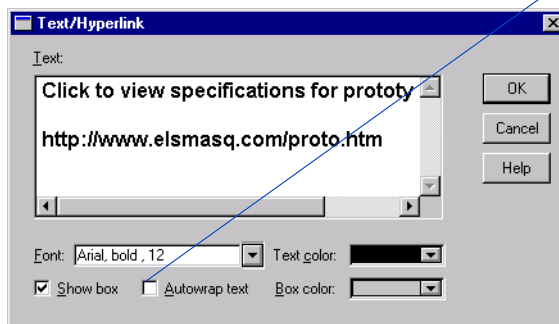 Text/Hyperlink
Text:
Click to view specifications for prototy
http://www.elsmasq.com/proto.htm
OK
Cancel
Help
Font: Arial, bold , 12 Text color:
Show box Autowrap text Box color: